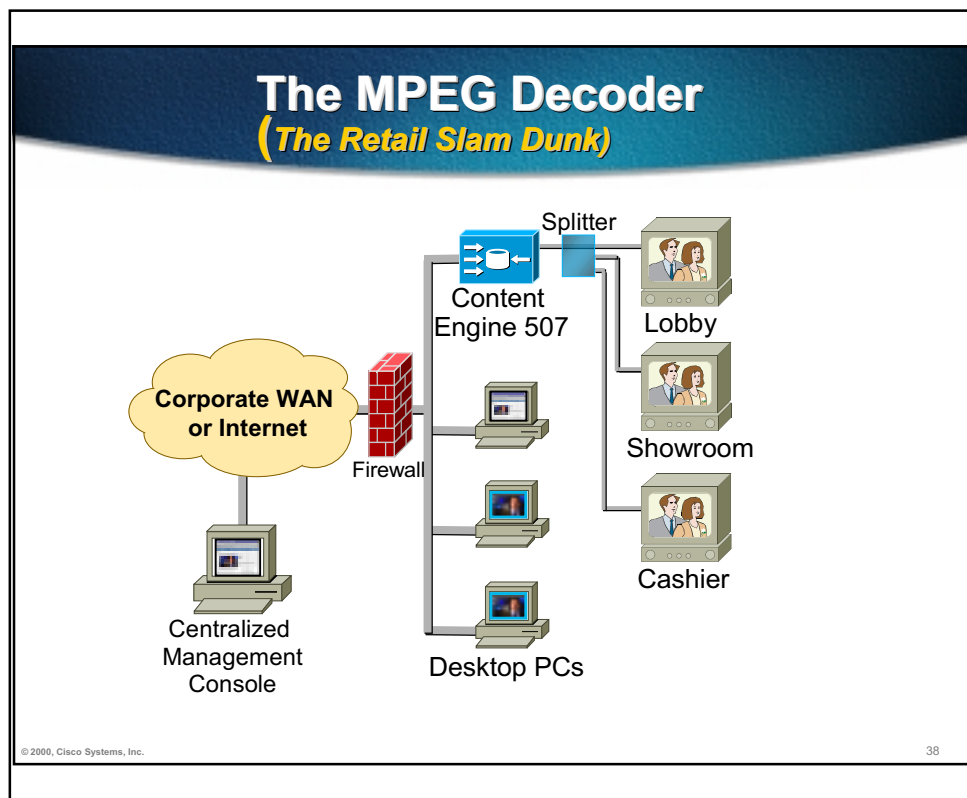 The MPEG Decoder
(The Retail Slam Dunk)
Splitter
Content
Engine 507
Lobby
Corporate WAN
or Internet
Firewall
Showroom
Cashier
Centralized
Management
Console
Desktop PCs
© 2000, Cisco Systems, Inc.
38